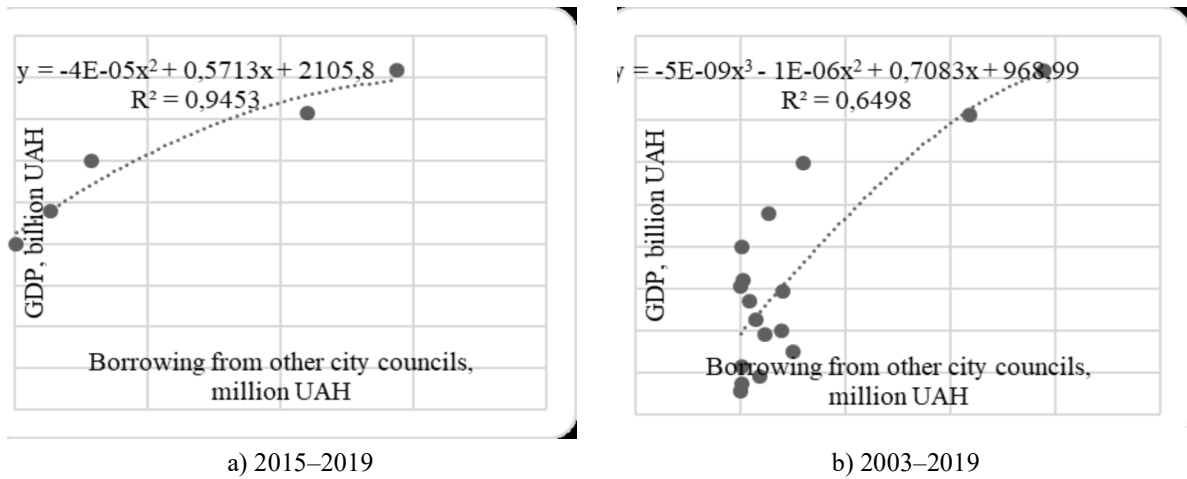 y = -4E-05x² + 0,5713x + 2105,8
R² = 0,9453
GDP, billion UAH
Borrowing from other city councils,
million UAH
a) 2015–2019
y = -5E-09x³ - 1E-06x² + 0,7083x + 968,99
R² = 0,6498
GDP, billion UAH
Borrowing from other city councils,
million UAH
b) 2003–2019